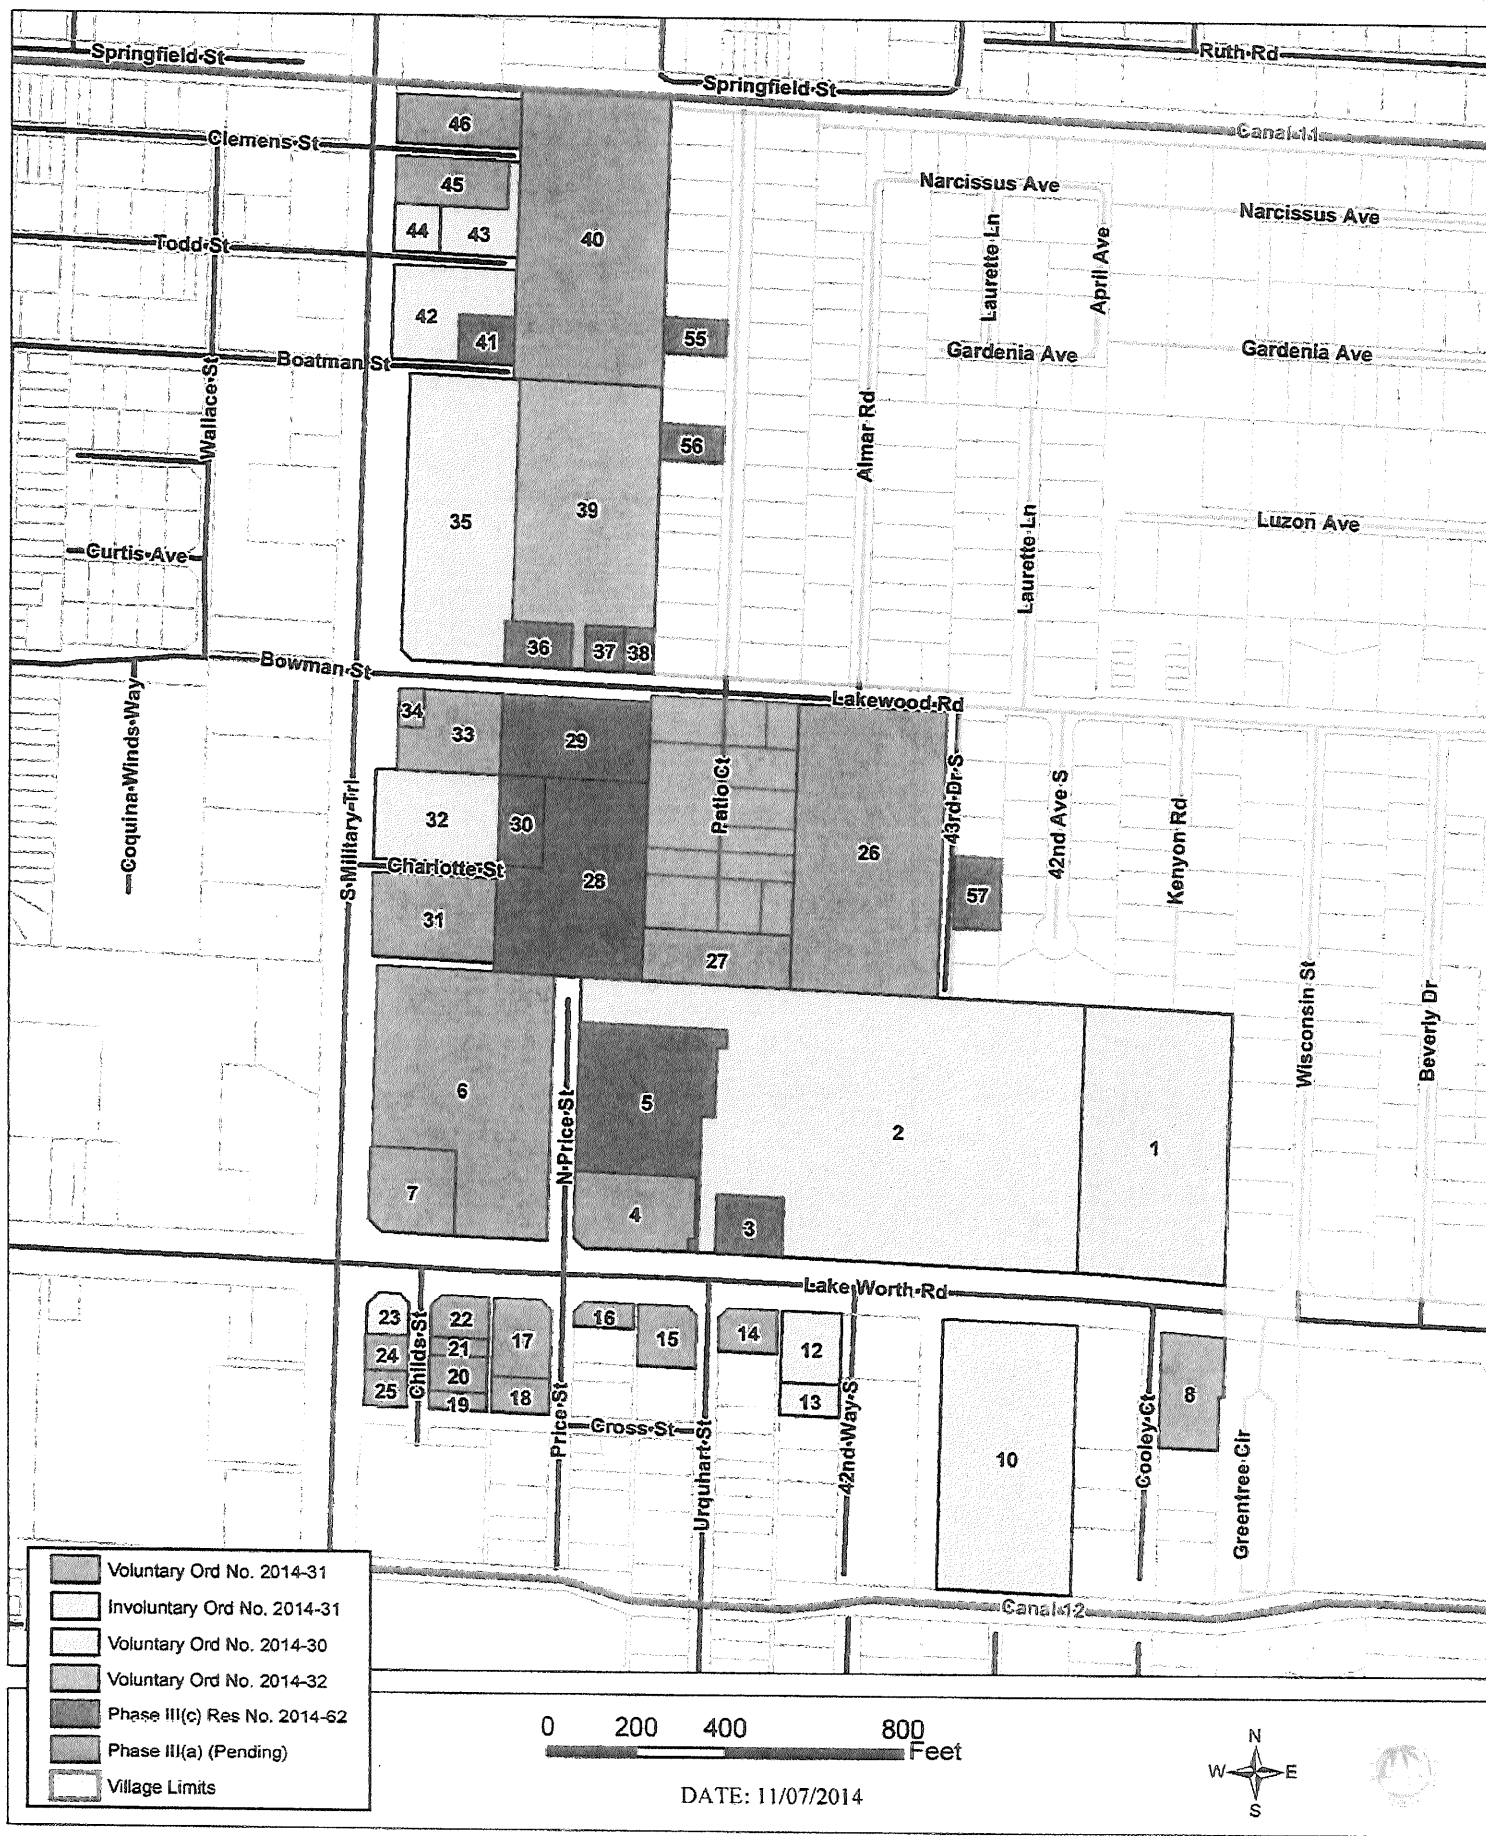 Springfield St
Springfield St
Ruth Rd
Canal 11
Clemens St
46
45
44
43
40
Narcissus Ave
Narcissus Ave
Laurette Ln
April Ave
Todd St
42
41
55
Gardenia Ave
Gardenia Ave
Boatman St
Wallace St
56
Almar Rd
35
39
Luzon Ave
Laurette Ln
Curtis Ave
36
37
38
Bowman St
Lakewood Rd
Coquina Winds Way
34
33
29
Patio Ct
43rd Dr S
42nd Ave S
Kenyon Rd
32
30
26
S Military Trl
Charlotte St
28
57
31
27
Wisconsin St
Beverly Dr
6
5
N Price St
2
1
7
4
3
Lake Worth Rd
23
22
17
16
15
14
12
24
21
20
25
19
18
13
8
Childs St
Price St
Cross St
Urquhart St
42nd Way S
10
Cooley Ct
Greentree Cir
Canal 12
Voluntary Ord No. 2014-31
Involuntary Ord No. 2014-31
Voluntary Ord No. 2014-30
Voluntary Ord No. 2014-32
Phase III(c) Res No. 2014-62
Phase III(a) (Pending)
Village Limits
0 200 400 800
Feet
DATE: 11/07/2014
N
W E
S